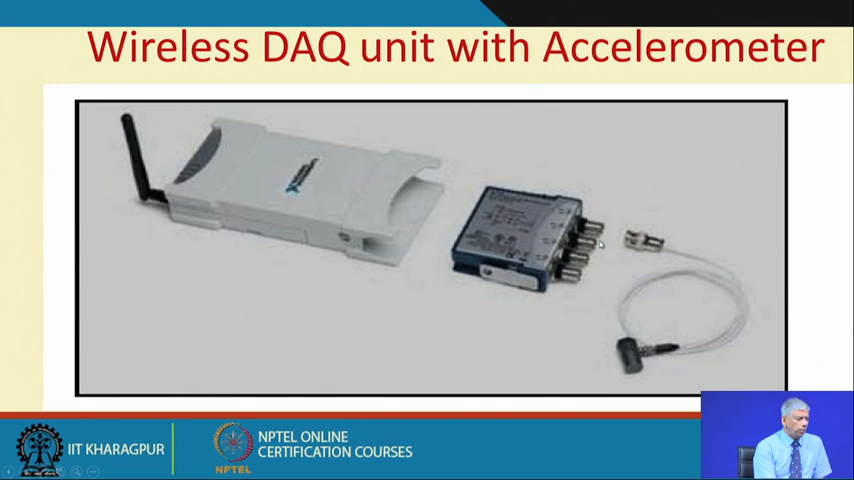 Wireless DAQ unit with Accelerometer
IIT KHARAGPUR
NPTEL
NPTEL ONLINE
CERTIFICATION COURSES